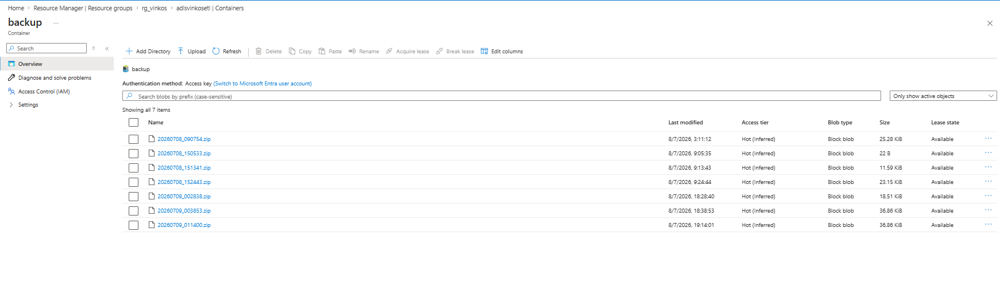 Home > Resource Manager | Resource groups > rg_vinkos > adlsvinkosetl | Containers
backup ...
Container
Search
Overview
Diagnose and solve problems
Access Control (IAM)
Settings
Add Directory Upload Refresh Delete Copy Paste Rename Acquire lease Break lease Edit columns
backup
Authentication method: Access key (Switch to Microsoft Entra user account)
Search blobs by prefix (case-sensitive) Only show active objects
Showing all 7 items
Name Last modified Access tier Blob type Size Lease state
20260708_090754.zip 8/7/2026, 3:11:12 Hot (Inferred) Block blob 25.28 KiB Available ...
20260708_150533.zip 8/7/2026, 9:05:35 Hot (Inferred) Block blob 22 B Available ...
20260708_151341.zip 8/7/2026, 9:13:43 Hot (Inferred) Block blob 11.59 KiB Available ...
20260708_152443.zip 8/7/2026, 9:24:44 Hot (Inferred) Block blob 23.15 KiB Available ...
20260709_002838.zip 8/7/2026, 18:28:40 Hot (Inferred) Block blob 18.51 KiB Available ...
20260709_003853.zip 8/7/2026, 18:38:53 Hot (Inferred) Block blob 36.86 KiB Available ...
20260709_011400.zip 8/7/2026, 19:14:01 Hot (Inferred) Block blob 36.86 KiB Available ...